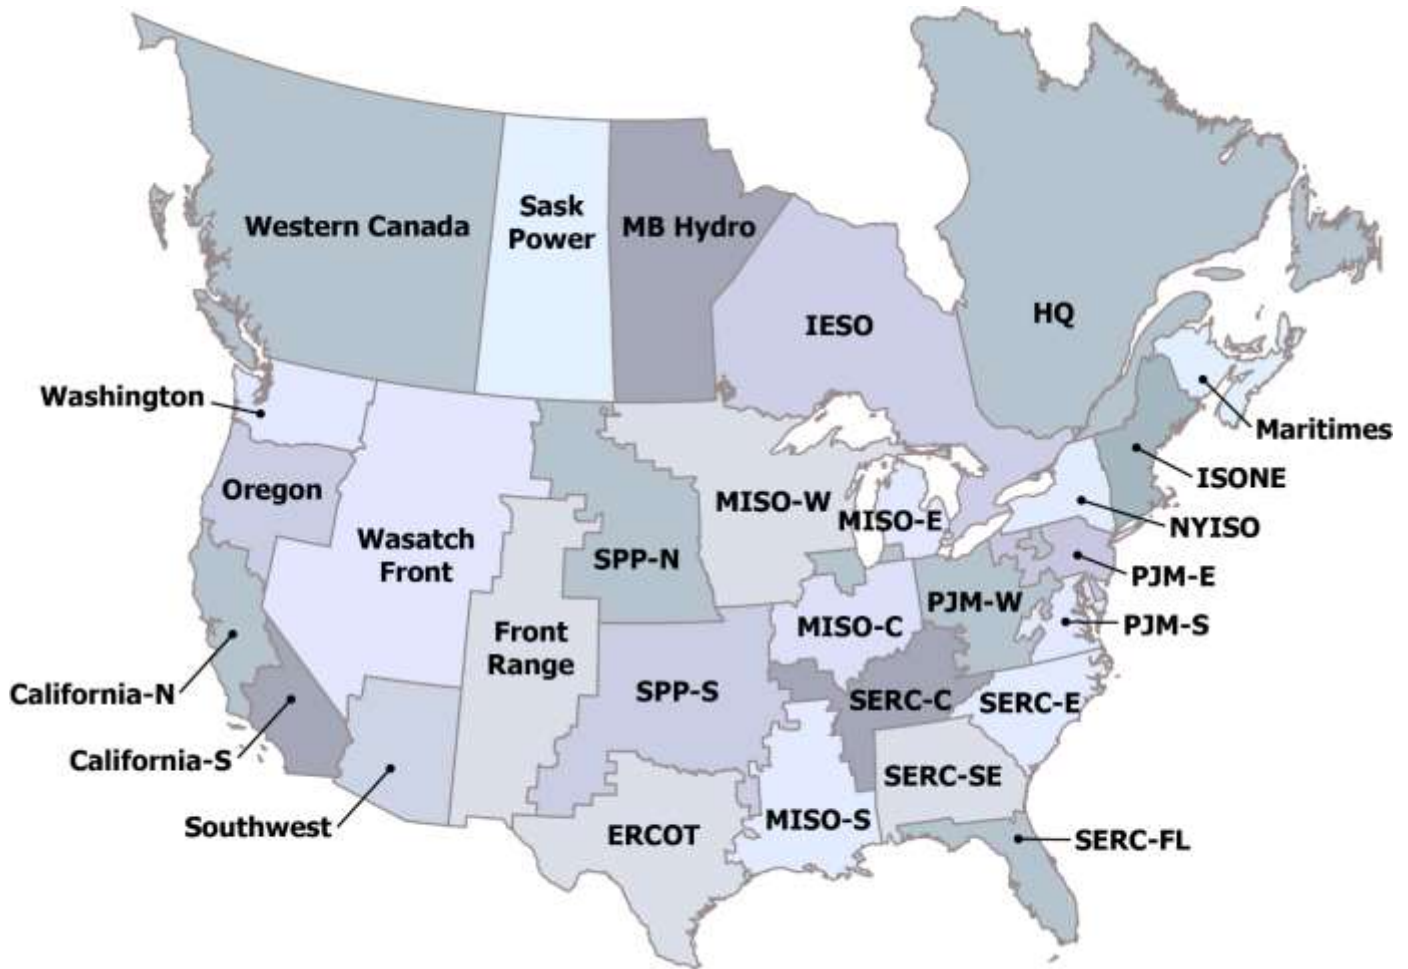 Western Canada
Sask
Power
MB Hydro
IESO
HQ
Washington
Maritimes
Oregon
ISONE
MISO-W
MISO-E
NYISO
Wasatch
Front
SPP-N
PJM-E
PJM-W
PJM-S
MISO-C
Front
Range
California-N
SPP-S
SERC-C
SERC-E
California-S
SERC-SE
Southwest
ERCOT
MISO-S
SERC-FL